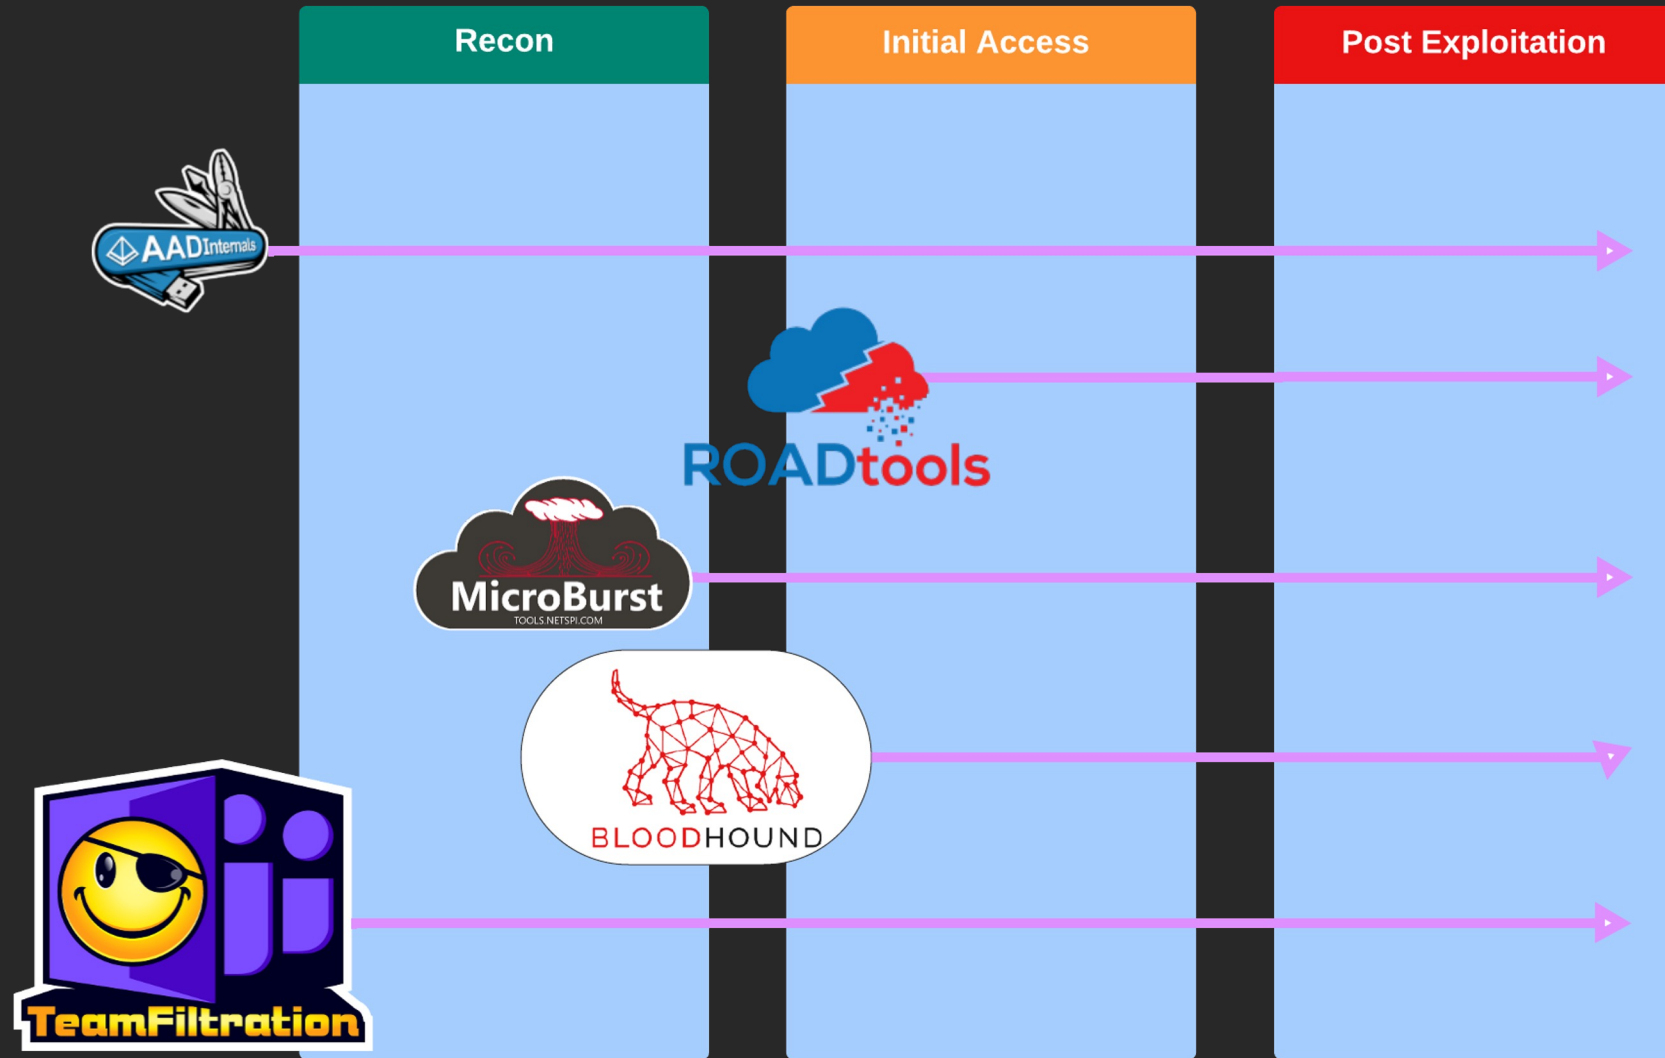 Recon
Initial Access
Post Exploitation
AADInternals
ROADtools
MicroBurst
TOOLS.NETSPI.COM
BLOODHOUND
TeamFiltration